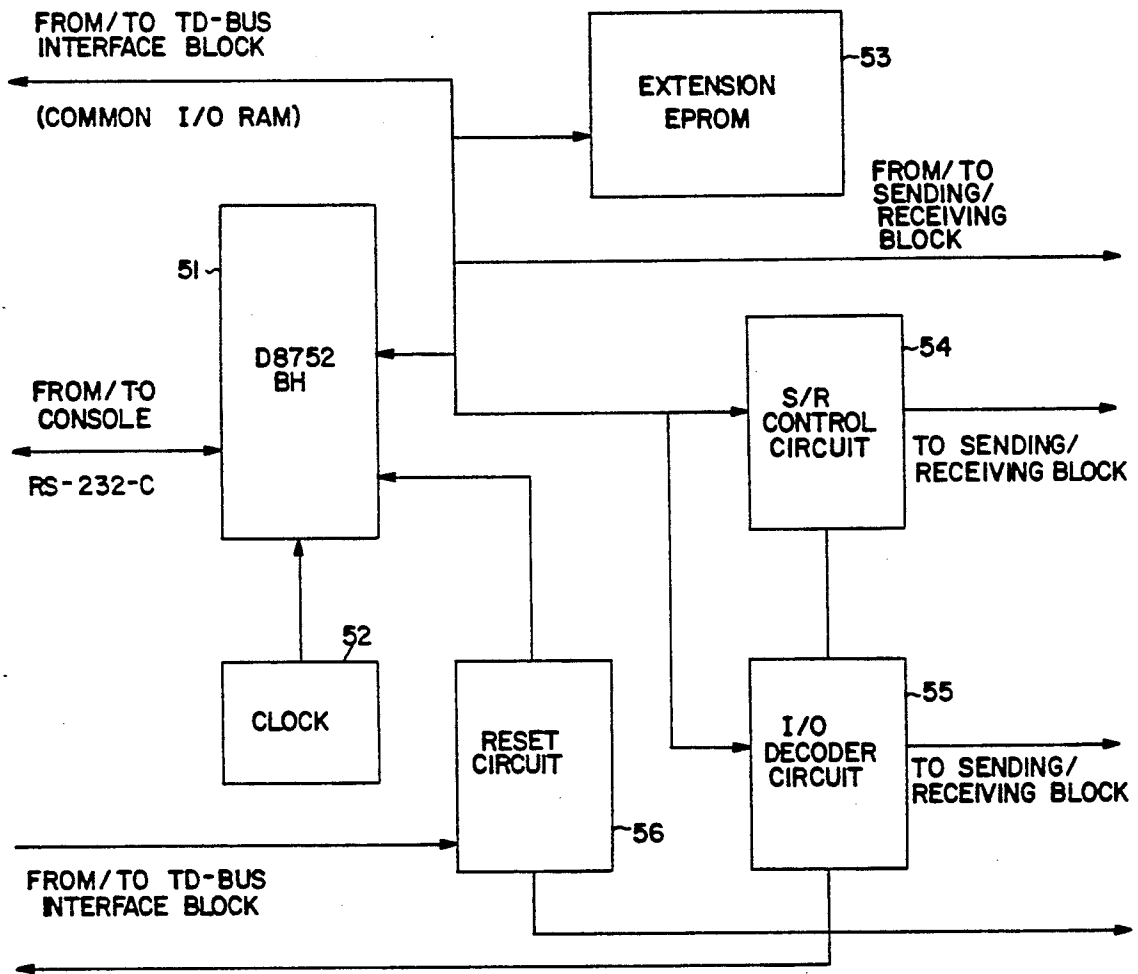 FROM/TO TD-BUS
INTERFACE BLOCK
(COMMON I/O RAM)
53
EXTENSION
EPROM
FROM/TO
SENDING/
RECEIVING
BLOCK
51
D8752
BH
54
S/R
CONTROL
CIRCUIT
FROM/TO
CONSOLE
RS-232-C
TO SENDING/
RECEIVING BLOCK
52
CLOCK
RESET
CIRCUIT
56
55
I/O
DECODER
CIRCUIT
TO SENDING/
RECEIVING BLOCK
FROM/TO TD-BUS
INTERFACE BLOCK